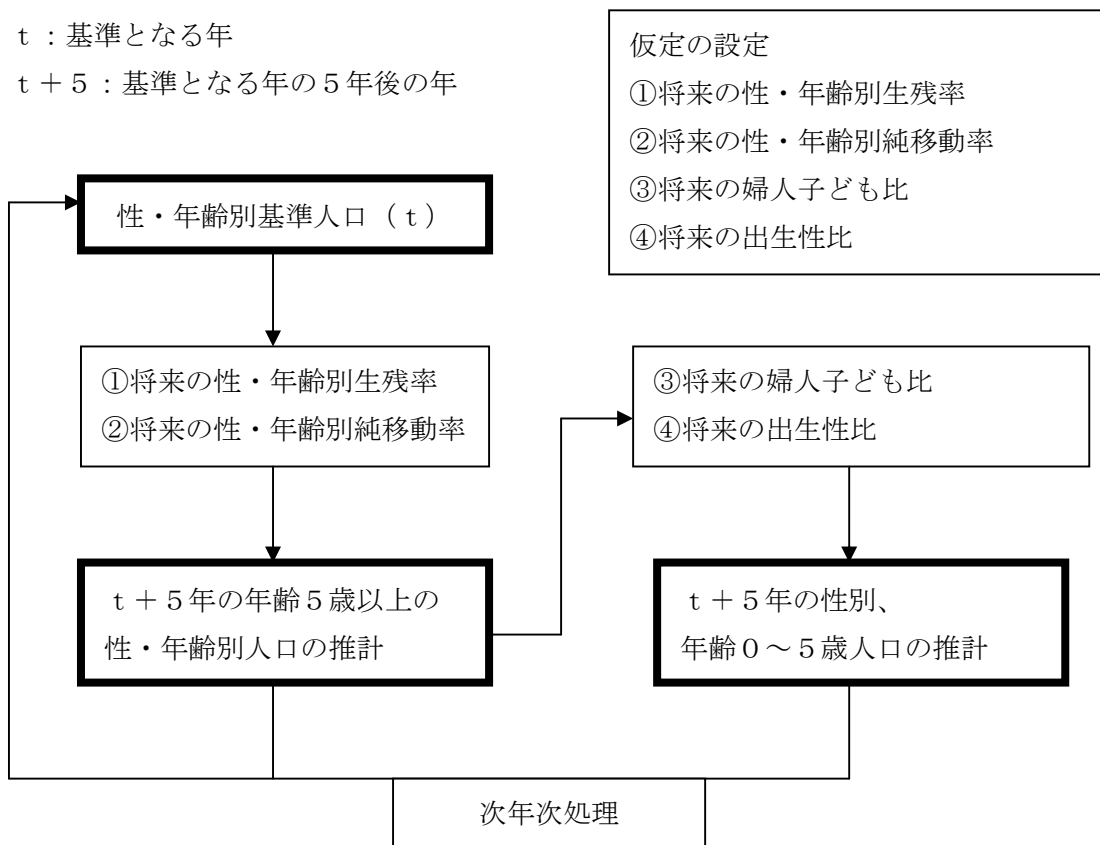 ｔ：基準となる年
ｔ＋５：基準となる年の５年後の年
仮定の設定
①将来の性・年齢別生残率
②将来の性・年齢別純移動率
③将来の婦人子ども比
④将来の出生性比
性・年齢別基準人口（ｔ）
①将来の性・年齢別生残率
②将来の性・年齢別純移動率
③将来の婦人子ども比
④将来の出生性比
ｔ＋５年の年齢５歳以上の
性・年齢別人口の推計
ｔ＋５年の性別、
年齢０～５歳人口の推計
次年次処理